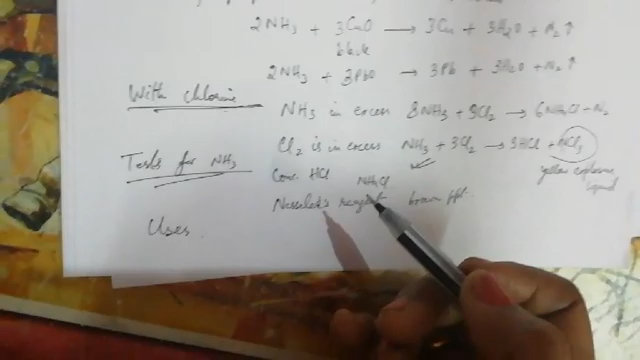 2NH3 + 3CuO → 3Cu + 3H2O + N2 ↑
black
2NH3 + 3PbO → 3Pb + 3H2O + N2 ↑
With chlorine
NH3 in excess 8NH3 + 3Cl2 → 6NH4Cl + N2
Cl2 is in excess NH3 + 3Cl2 → 3HCl + NCl3
yellow explosive liquid
Tests for NH3
Conc HCl NH4Cl
Nessler's reagent brown ppt.
Uses